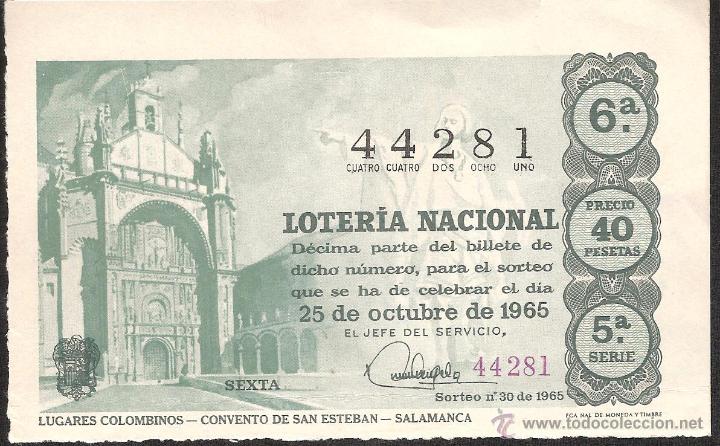 44281
CUATRO CUATRO DOS OCHO UNO
LOTERÍA NACIONAL
Décima parte del billete de
dicho número, para el sorteo
que se ha de celebrar el día
25 de octubre de 1965
EL JEFE DEL SERVICIO,
44281
SEXTA
Sorteo nº 30 de 1965
6ª
PRECIO
40
PESETAS
5ª
SERIE
LUGARES COLOMBINOS — CONVENTO DE SAN ESTEBAN — SALAMANCA
FCA NAL DE MONEDA Y TIMBRE
© www.todocoleccion.net